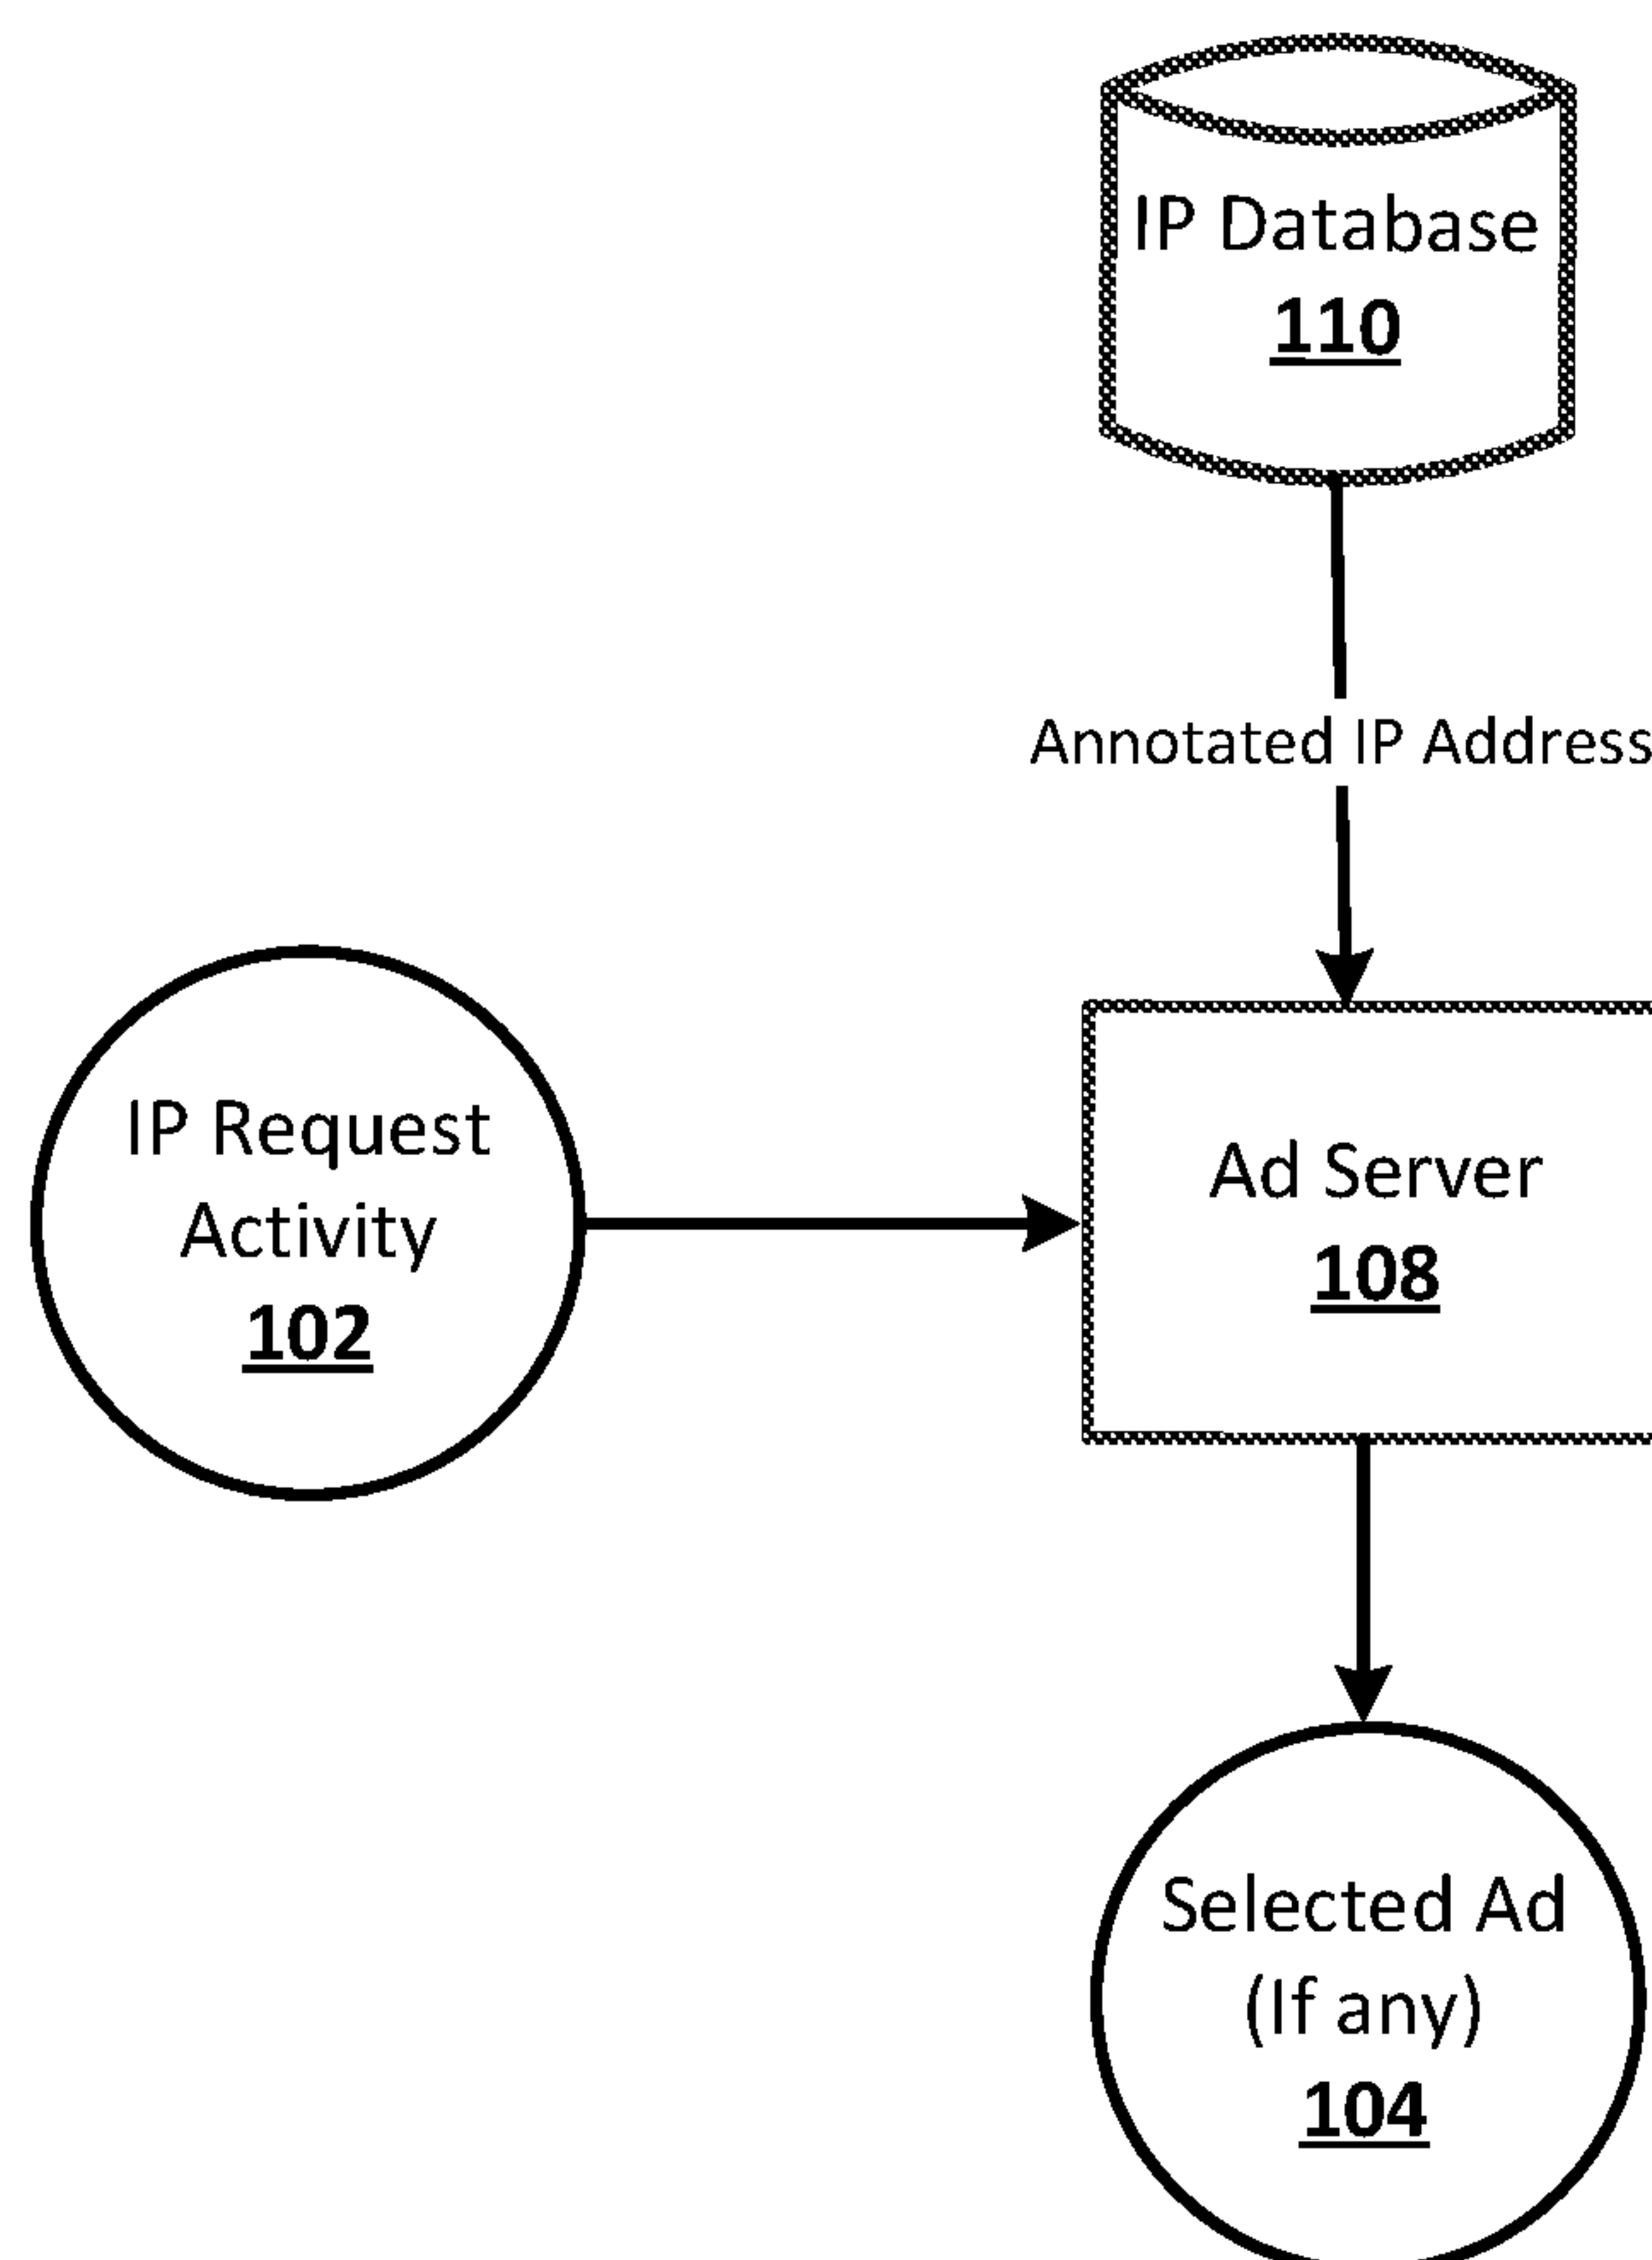 IP Database
110
Annotated IP Address
IP Request
Activity
102
Ad Server
108
Selected Ad
(If any)
104